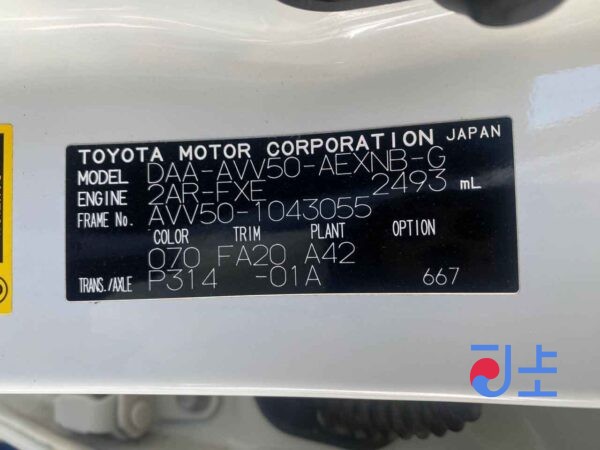 TOYOTA MOTOR CORPORATION JAPAN
MODEL DAA-AVV50-AEXNB-G
ENGINE 2AR-FXE 2493 mL
FRAME No. AVV50-1043055
COLOR TRIM PLANT OPTION
070 FA20 A42
TRANS./AXLE P314 -01A 667